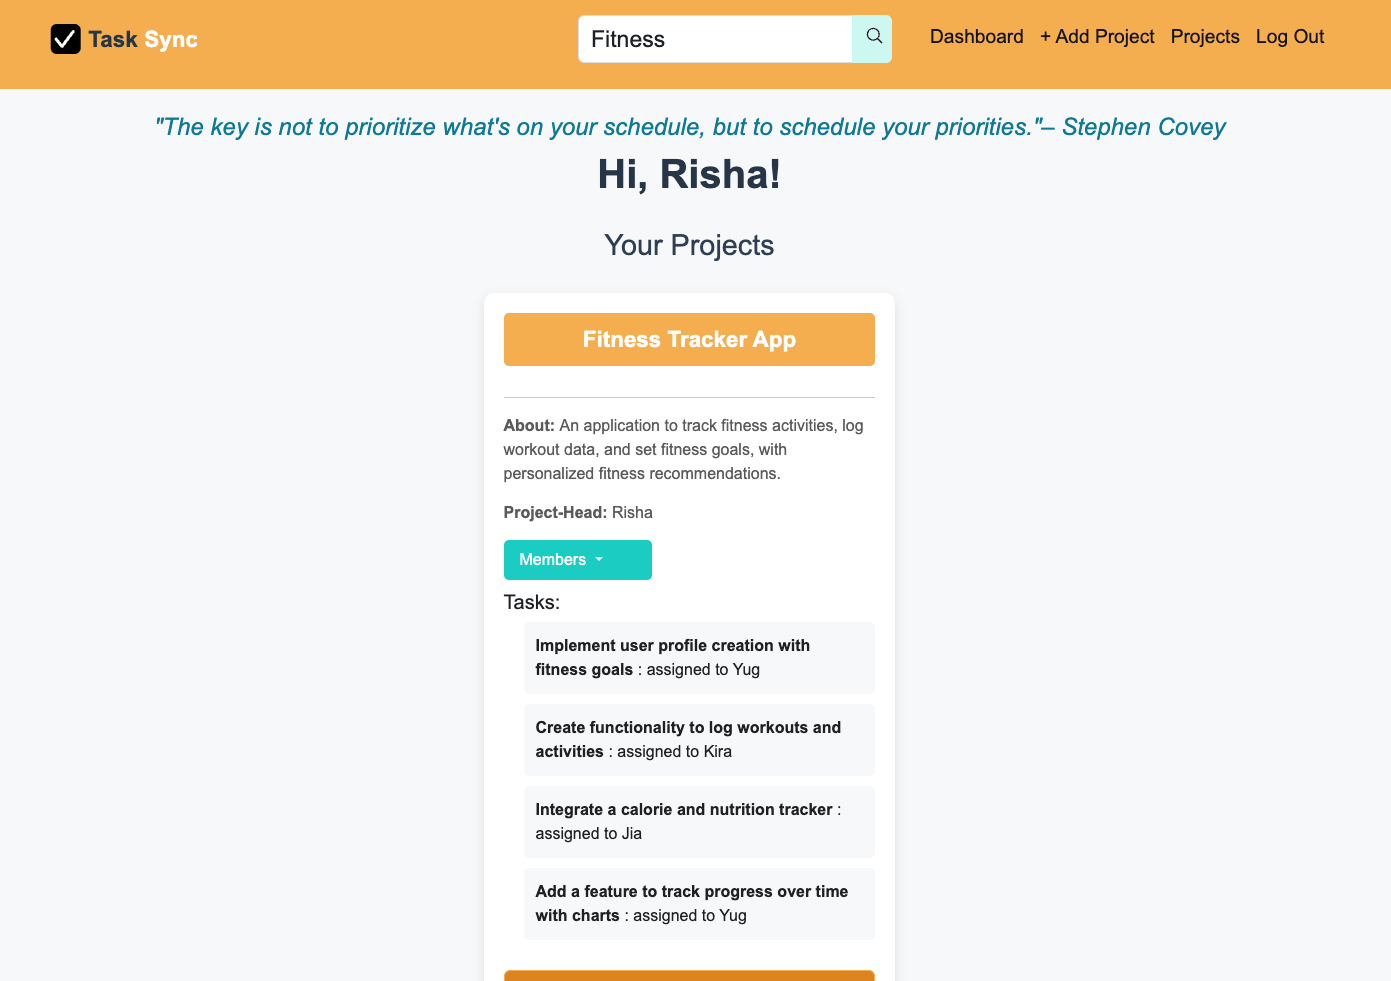 Task Sync
Fitness
Dashboard + Add Project Projects Log Out
"The key is not to prioritize what's on your schedule, but to schedule your priorities."– Stephen Covey
Hi, Risha!
Your Projects
Fitness Tracker App
About: An application to track fitness activities, log
workout data, and set fitness goals, with
personalized fitness recommendations.
Project-Head: Risha
Members
Tasks:
Implement user profile creation with
fitness goals : assigned to Yug
Create functionality to log workouts and
activities : assigned to Kira
Integrate a calorie and nutrition tracker :
assigned to Jia
Add a feature to track progress over time
with charts : assigned to Yug